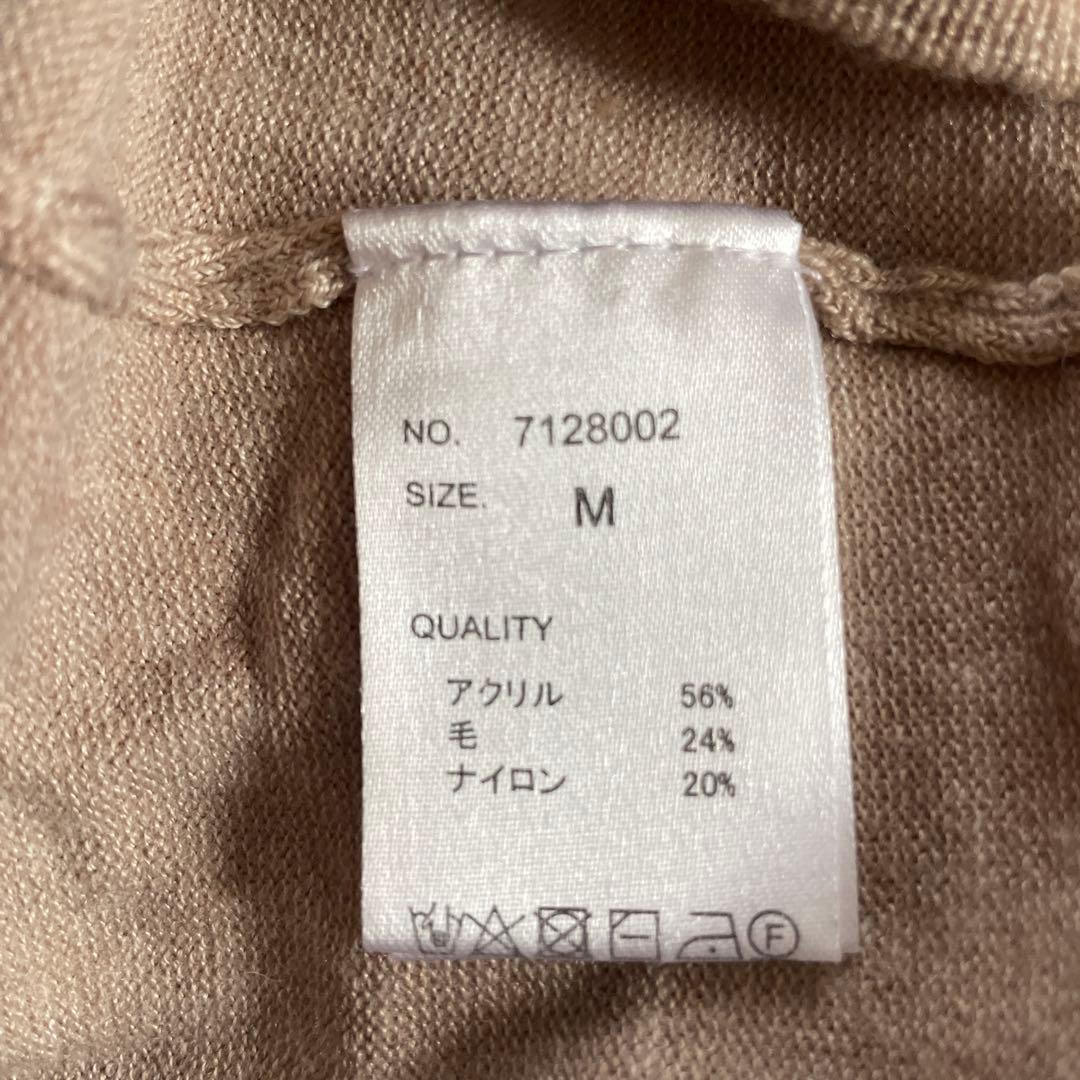 NO. 7128002
SIZE. M
QUALITY
アクリル 56%
毛 24%
ナイロン 20%
F